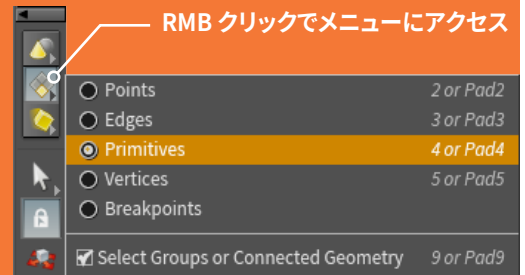 RMB クリックでメニューにアクセス
Points 2 or Pad2
Edges 3 or Pad3
Primitives 4 or Pad4
Vertices 5 or Pad5
Breakpoints
Select Groups or Connected Geometry 9 or Pad9